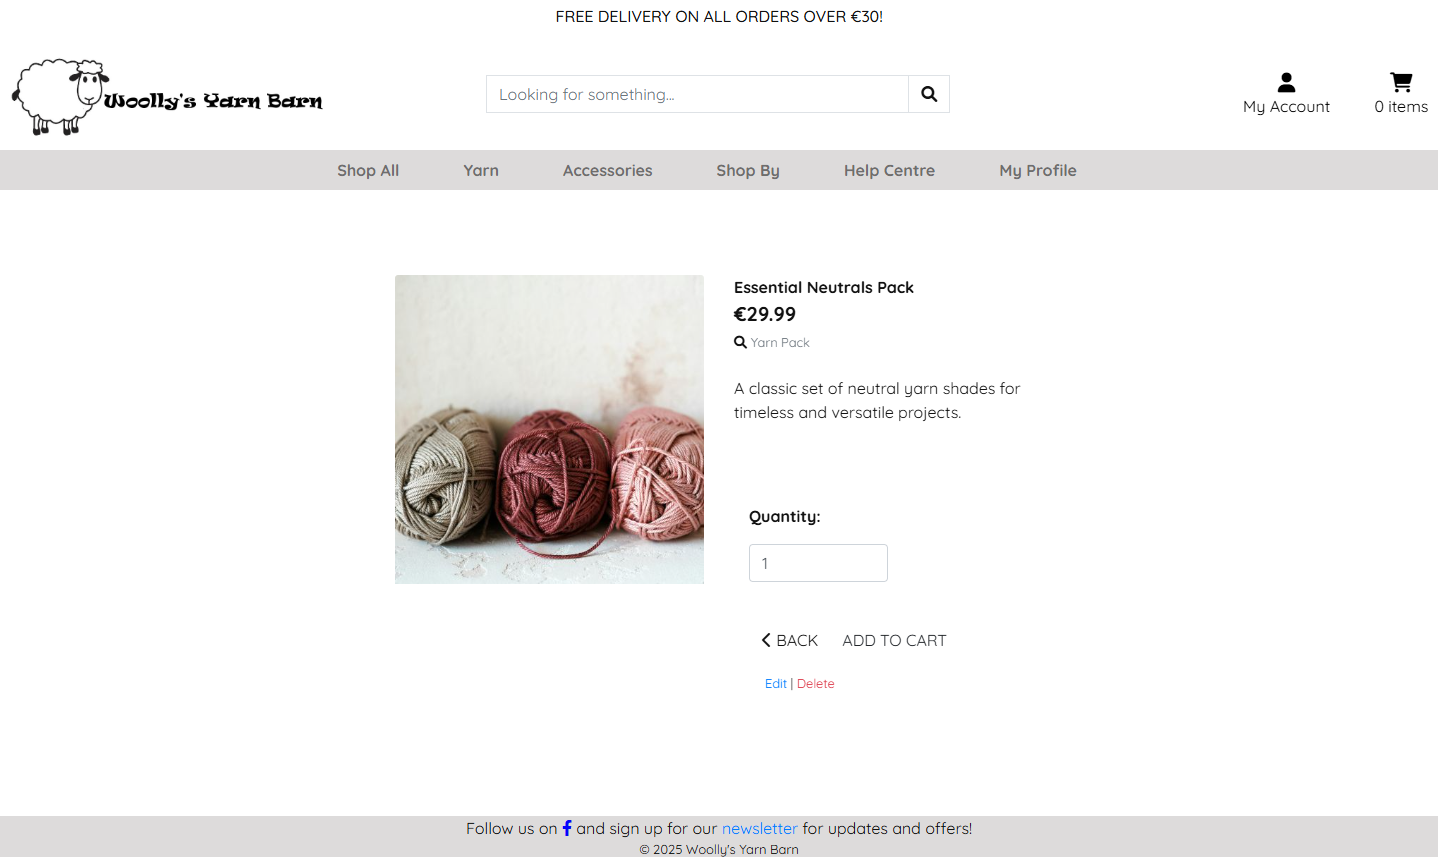 FREE DELIVERY ON ALL ORDERS OVER €30!
Woolly's Yarn Barn
Looking for something...
My Account
0 items
Shop All
Yarn
Accessories
Shop By
Help Centre
My Profile
Essential Neutrals Pack
€29.99
Yarn Pack
A classic set of neutral yarn shades for
timeless and versatile projects.
Quantity:
1
BACK
ADD TO CART
Edit | Delete
Follow us on f and sign up for our newsletter for updates and offers!
© 2025 Woolly's Yarn Barn